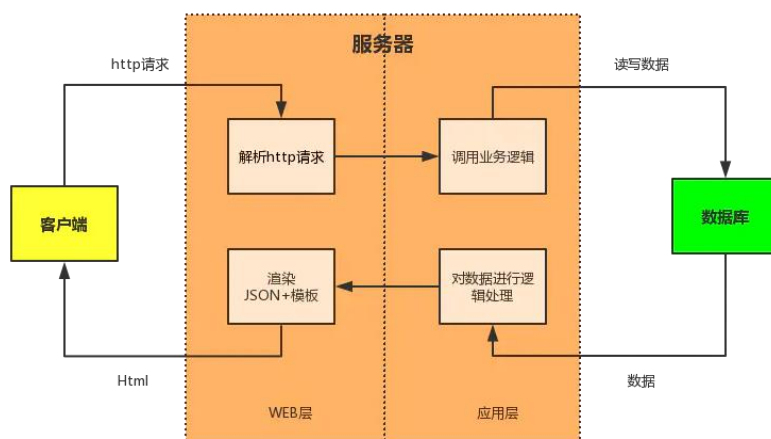 服务器
http请求
读写数据
解析http请求
调用业务逻辑
客户端
数据库
渲染
JSON+模板
对数据进行逻
辑处理
Html
数据
WEB层
应用层